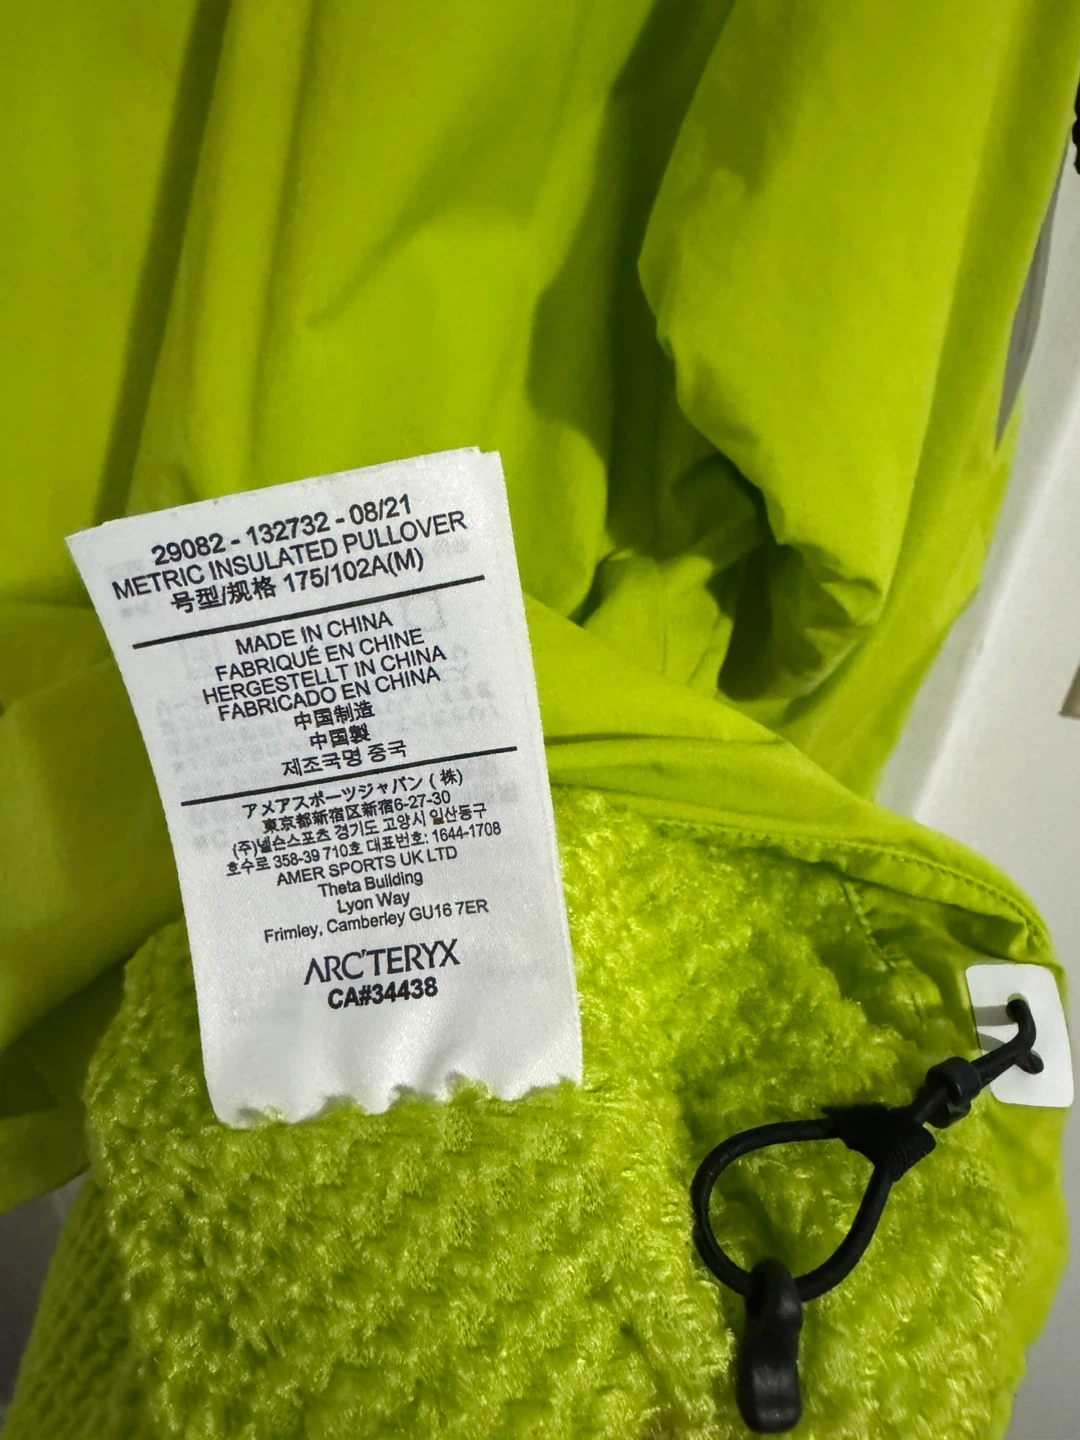 29082 - 132732 - 08/21
METRIC INSULATED PULLOVER
号型/规格 175/102A(M)
MADE IN CHINA
FABRIQUÉ EN CHINE
HERGESTELLT IN CHINA
FABRICADO EN CHINA
中国制造
中国製
제조국명 중국
アメアスポーツジャパン ( 株)
東京都新宿区新宿6-27-30
(주)넬슨스포츠 경기도 고양시 일산동구
호수로 358-39 710호 대표번호: 1644-1708
AMER SPORTS UK LTD
Theta Building
Lyon Way
Frimley, Camberley GU16 7ER
ARC'TERYX
CA#34438